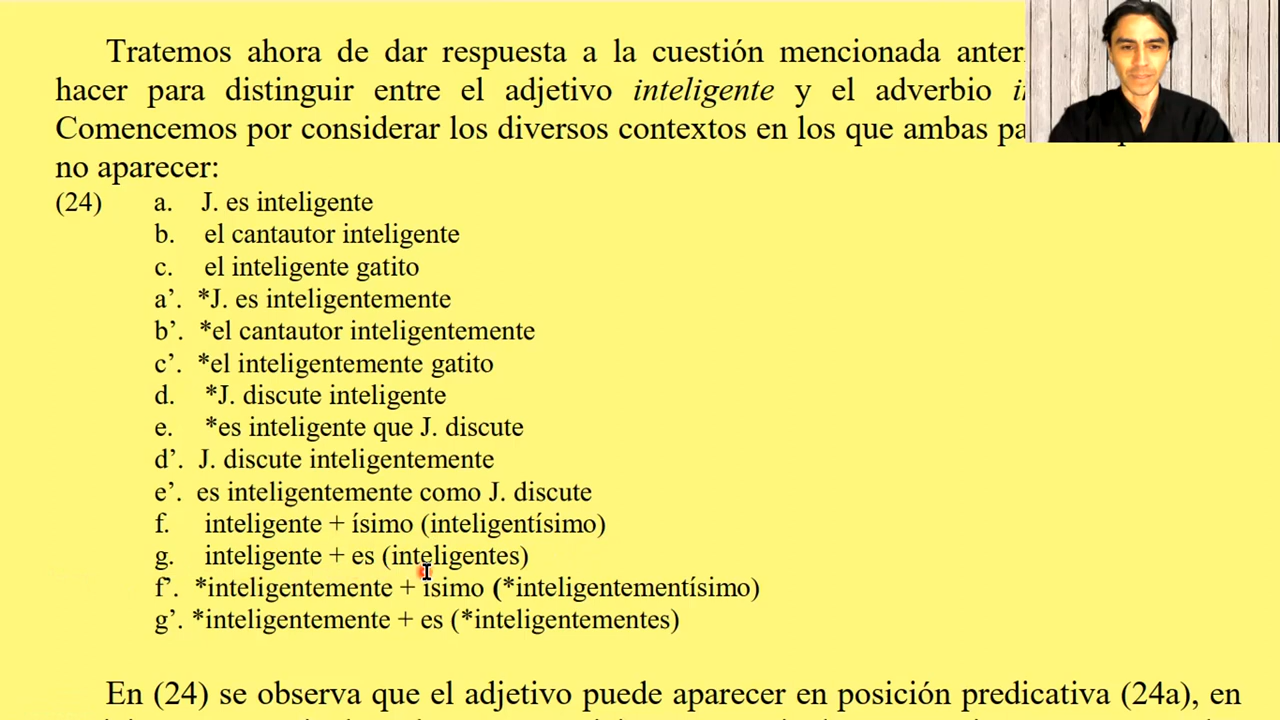 Tratemos ahora de dar respuesta a la cuestión mencionada
hacer para distinguir entre el adjetivo inteligente y el adverbio
Comencemos por considerar los diversos contextos en los que ambas
no aparecer:
(24) a. J. es inteligente
b. el cantautor inteligente
c. el inteligente gatito
a’. *J. es inteligentemente
b’. *el cantautor inteligentemente
c’. *el inteligentemente gatito
d. *J. discute inteligente
e. *es inteligente que J. discute
d’. J. discute inteligentemente
e’. es inteligentemente como J. discute
f. inteligente + ísimo (inteligentísimo)
g. inteligente + es (inteligentes)
f’. *inteligentemente + ísimo (*inteligentementísimo)
g’. *inteligentemente + es (*inteligentementes)
En (24) se observa que el adjetivo puede aparecer en posición predicativa (24a), en